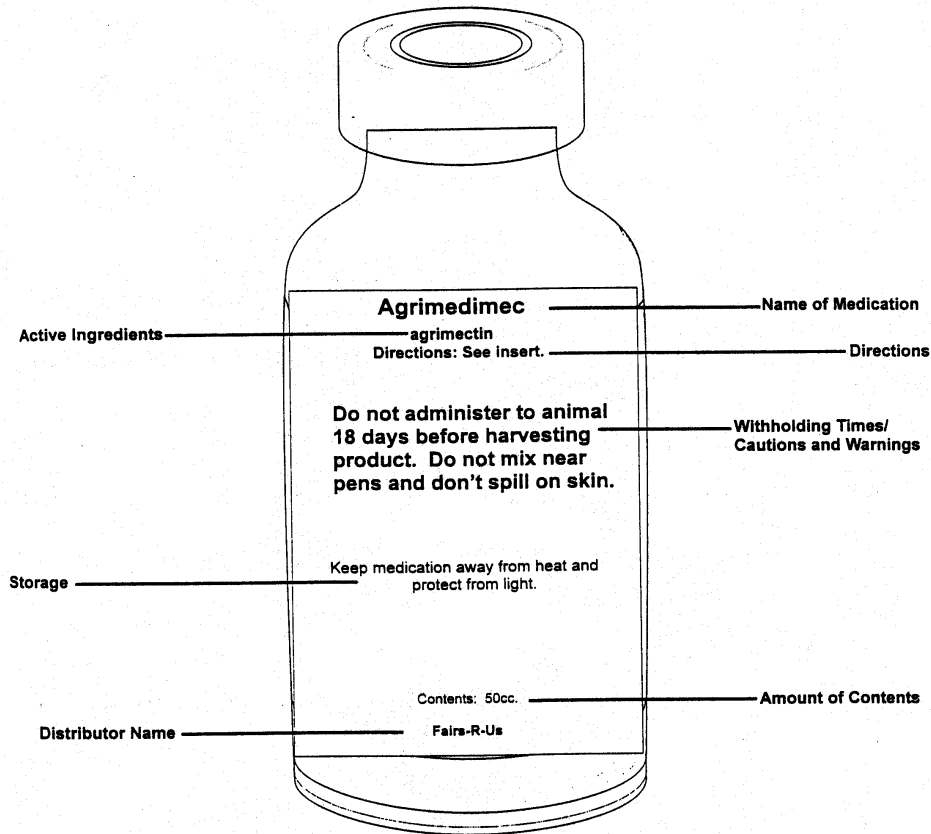 Agrimedimec
Name of Medication
Active Ingredients
agrimectin
Directions: See insert.
Directions
Do not administer to animal
18 days before harvesting
product. Do not mix near
pens and don't spill on skin.
Withholding Times/
Cautions and Warnings
Storage
Keep medication away from heat and
protect from light.
Contents: 50cc.
Amount of Contents
Distributor Name
Fairs-R-Us